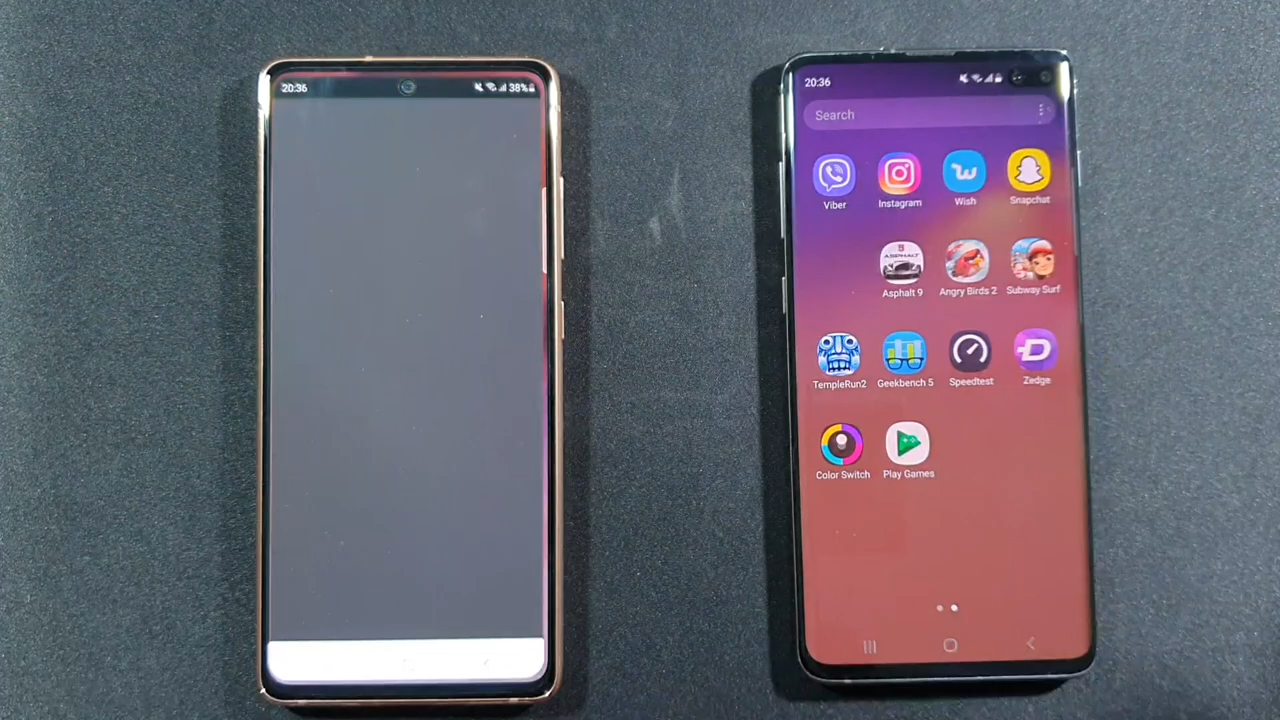 20:36
38%
20:36
Search
Viber
Instagram
Wish
Snapchat
ASPHALT
Asphalt 9
Angry Birds 2
Subway Surf
TempleRun2
Geekbench 5
Speedtest
Zedge
Color Switch
Play Games